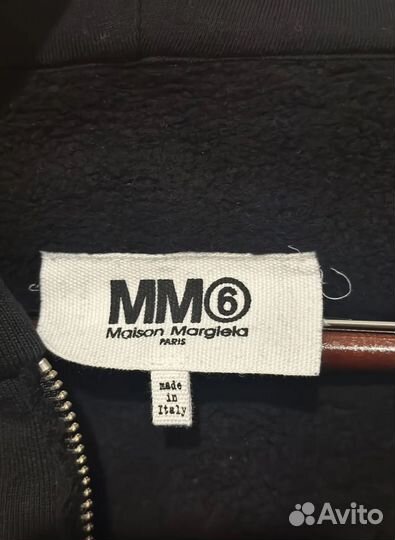 MM⑥
Maison Margiela
PARIS
made
in
Italy
Avito